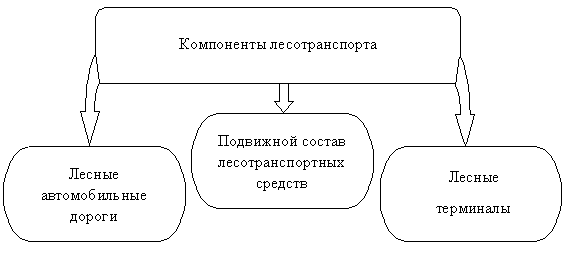 Компоненты лесотранспорта
Лесные
автомобильные
дороги
Подвижной состав
лесотранспортных
средств
Лесные
терминалы